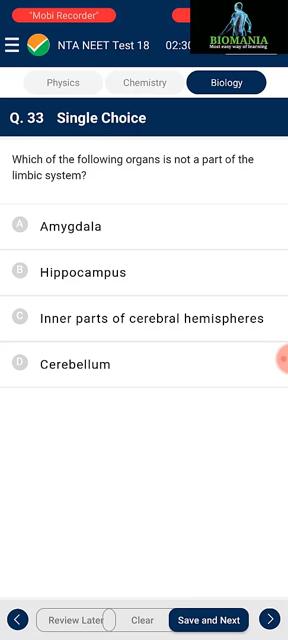 "Mobi Recorder"
BIOMANIA
Most easy way of learning
NTA NEET Test 18 02:30
Physics Chemistry Biology
Q. 33 Single Choice
Which of the following organs is not a part of the
limbic system?
A Amygdala
B Hippocampus
C Inner parts of cerebral hemispheres
D Cerebellum
Review Later Clear Save and Next